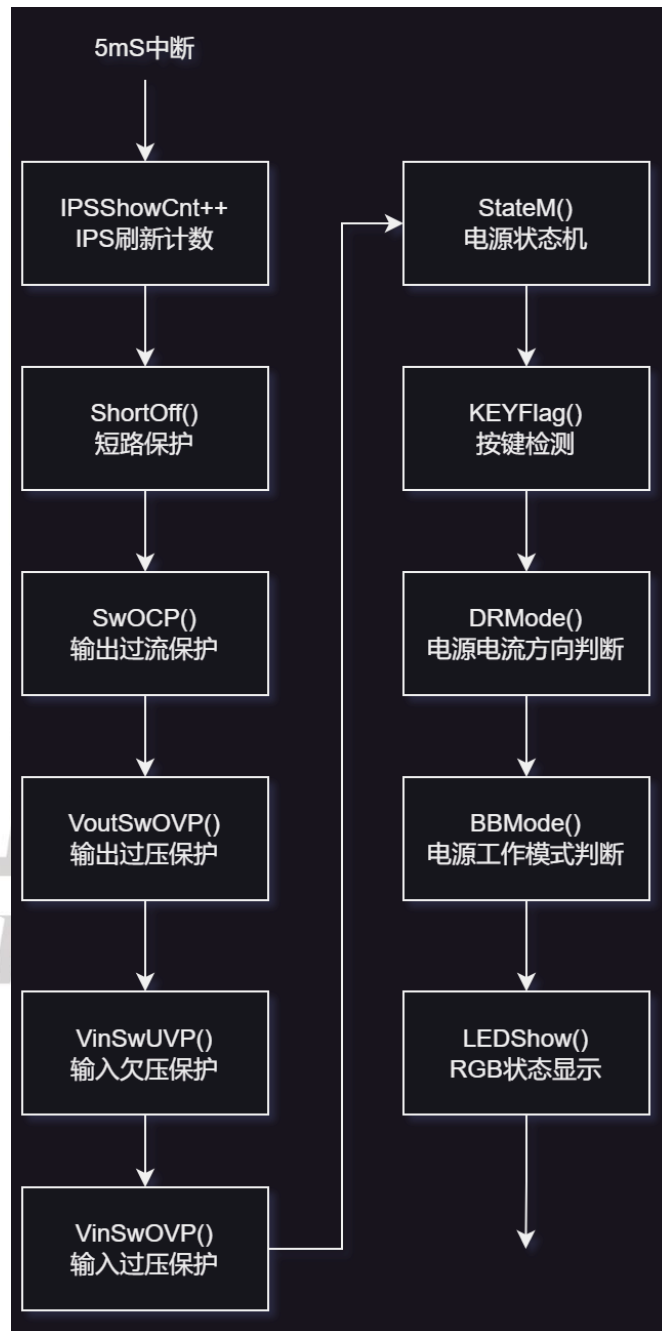 5mS中断
IPSShowCnt++
IPS刷新计数
ShortOff()
短路保护
SwOCP()
输出过流保护
VoutSwOVP()
输出过压保护
VinSwUVP()
输入欠压保护
VinSwOVP()
输入过压保护
StateM()
电源状态机
KEYFlag()
按键检测
DRMode()
电源电流方向判断
BBMode()
电源工作模式判断
LEDShow()
RGB状态显示